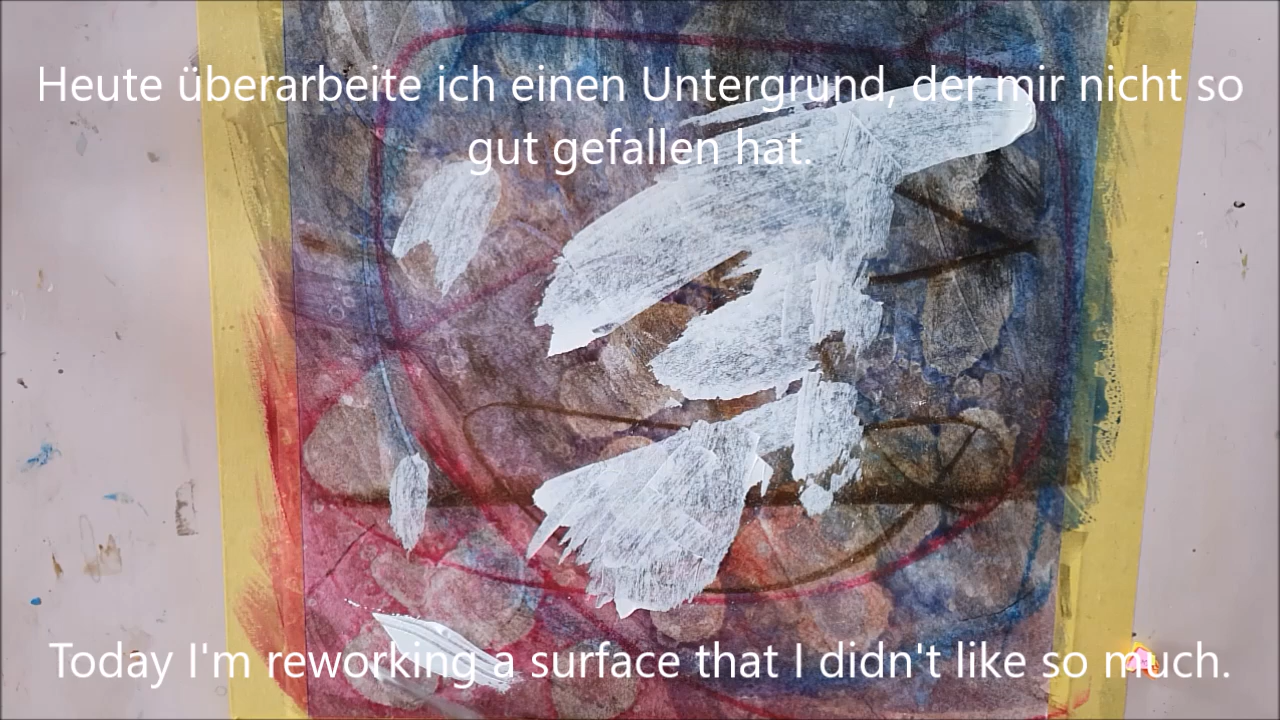 Heute überarbeite ich einen Untergrund, der mir nicht so
gut gefallen hat.
Today I'm reworking a surface that I didn't like so much.